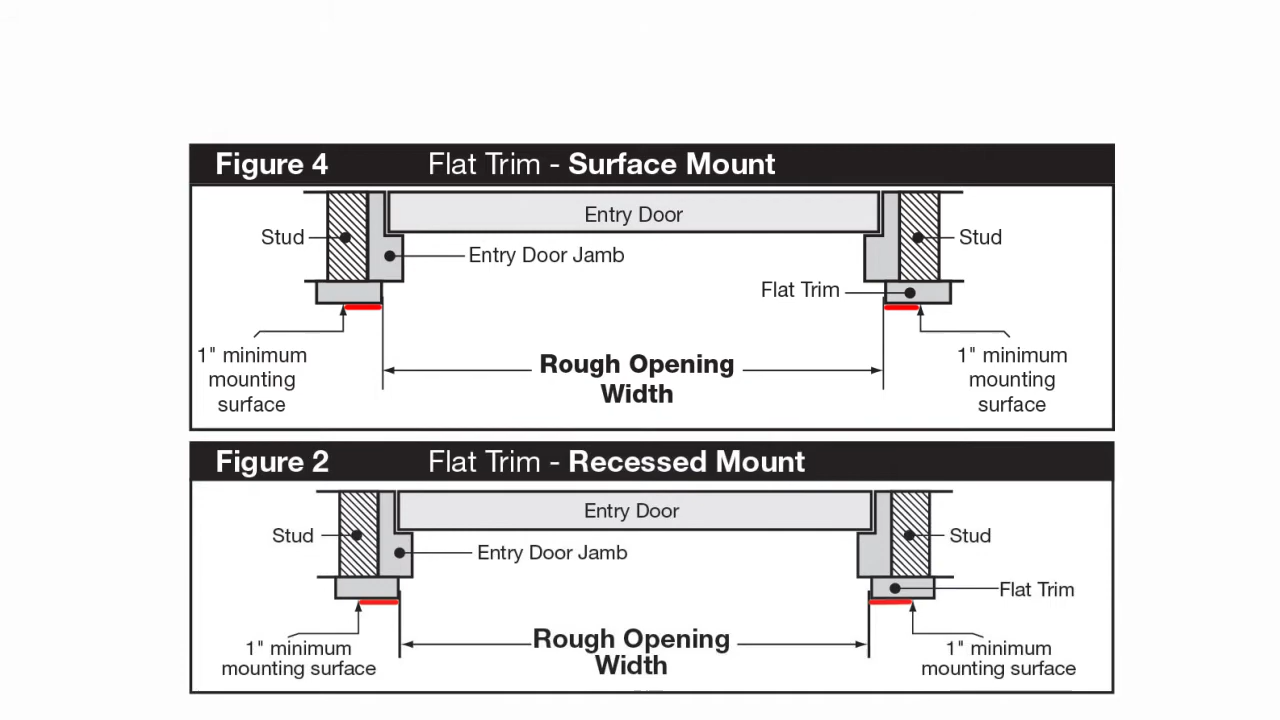 Figure 4 Flat Trim - Surface Mount
Entry Door
Stud
Stud
Entry Door Jamb
Flat Trim
1" minimum
mounting
surface
Rough Opening
Width
1" minimum
mounting
surface
Figure 2 Flat Trim - Recessed Mount
Entry Door
Stud
Stud
Entry Door Jamb
Flat Trim
1" minimum
mounting surface
Rough Opening
Width
1" minimum
mounting surface